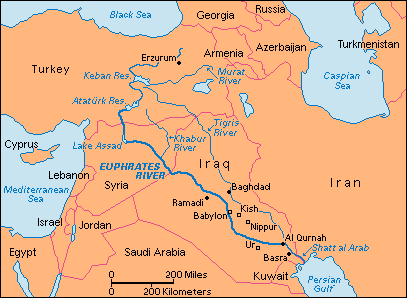 Black Sea
Georgia
Russia
Erzurum
Armenia
Azerbaijan
Turkmenistan
Turkey
Keban Res.
Murat
River
Caspian
Sea
Atatürk Res.
Tigris
River
Cyprus
Lake Assad
Khabur
River
Lebanon
EUPHRATES
RIVER
Iraq
Iran
Mediterranean
Sea
Syria
Baghdad
Ramadi
Kish
Babylon
Nippur
Israel
Jordan
Al Qurnah
Ur
Shatt al Arab
Egypt
Saudi Arabia
Basra
Kuwait
Persian
Gulf
0 200 Miles
0 200 Kilometers